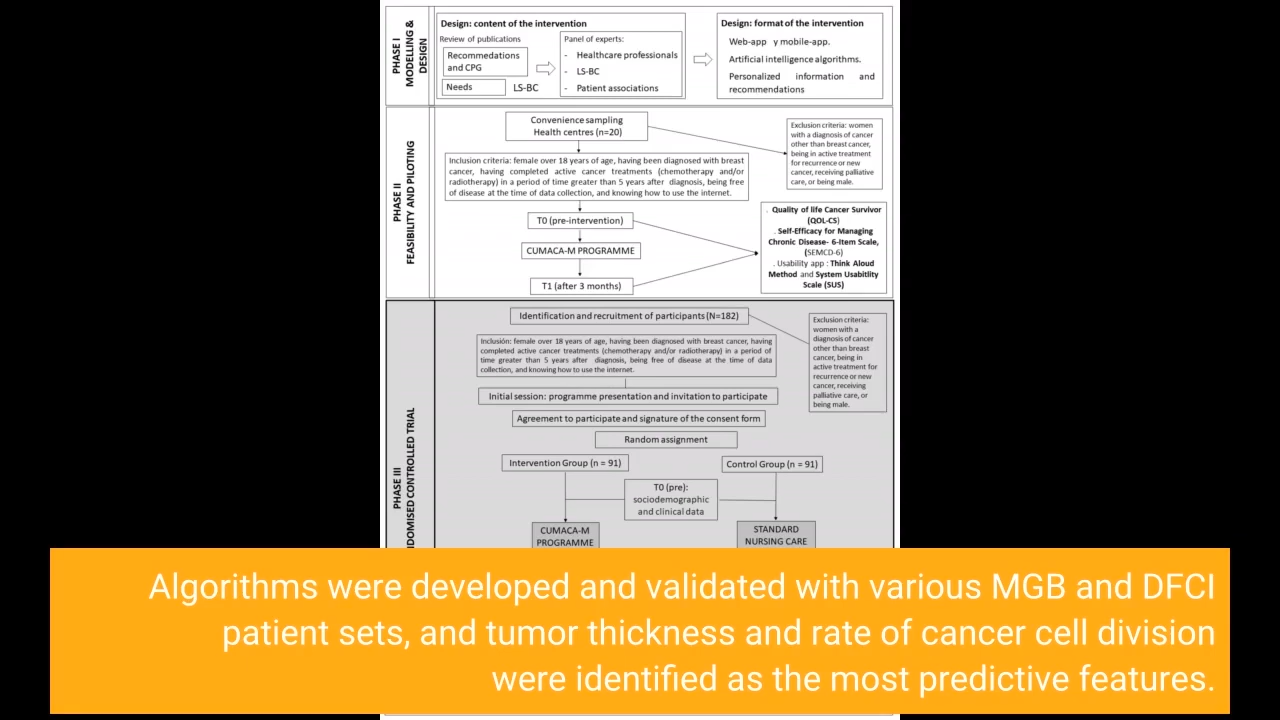 PHASE I
MODELLING &
DESIGN
Design: content of the intervention
Review of publications
Recommedations
and CPG
Needs
LS-BC
Panel of experts:
- Healthcare professionals
- LS-BC
- Patient associations
Design: format of the intervention
Web-app y mobile-app.
Artificial intelligence algorithms.
Personalized information and
recommendations
PHASE II
FEASIBILITY AND PILOTING
Convenience sampling
Health centres (n=20)
Exclusion criteria: women
with a diagnosis of cancer
other than breast cancer,
being in active treatment
for recurrence or new
cancer, receiving palliative
care, or being male.
Inclusion criteria: female over 18 years of age, having been diagnosed with breast
cancer, having completed active cancer treatments (chemotherapy and/or
radiotherapy) in a period of time greater than 5 years after diagnosis, being free
of disease at the time of data collection, and knowing how to use the internet.
T0 (pre-intervention)
CUMACA-M PROGRAMME
T1 (after 3 months)
. Quality of life Cancer Survivor
(QOL-CS)
. Self-Efficacy for Managing
Chronic Disease- 6-Item Scale,
(SEMCD-6)
. Usability app : Think Aloud
Method and System Usabitlity
Scale (SUS)
PHASE III
NDOMISED CONTROLLED TRIAL
Identification and recruitment of participants (N=182)
Exclusion criteria:
women with a
diagnosis of cancer
other than breast
cancer, being in
active treatment for
recurrence or new
cancer, receiving
palliative care, or
being male.
Inclusión: female over 18 years of age, having been diagnosed with breast cancer, having
completed active cancer treatments (chemotherapy and/or radiotherapy) in a period of
time greater than 5 years after diagnosis, being free of disease at the time of data
collection, and knowing how to use the internet.
Initial session: programme presentation and invitation to participate
Agreement to participate and signature of the consent form
Random assignment
Intervention Group (n = 91)
Control Group (n = 91)
T0 (pre):
sociodemographic
and clinical data
CUMACA-M
PROGRAMME
STANDARD
NURSING CARE
Algorithms were developed and validated with various MGB and DFCI
patient sets, and tumor thickness and rate of cancer cell division
were identified as the most predictive features.